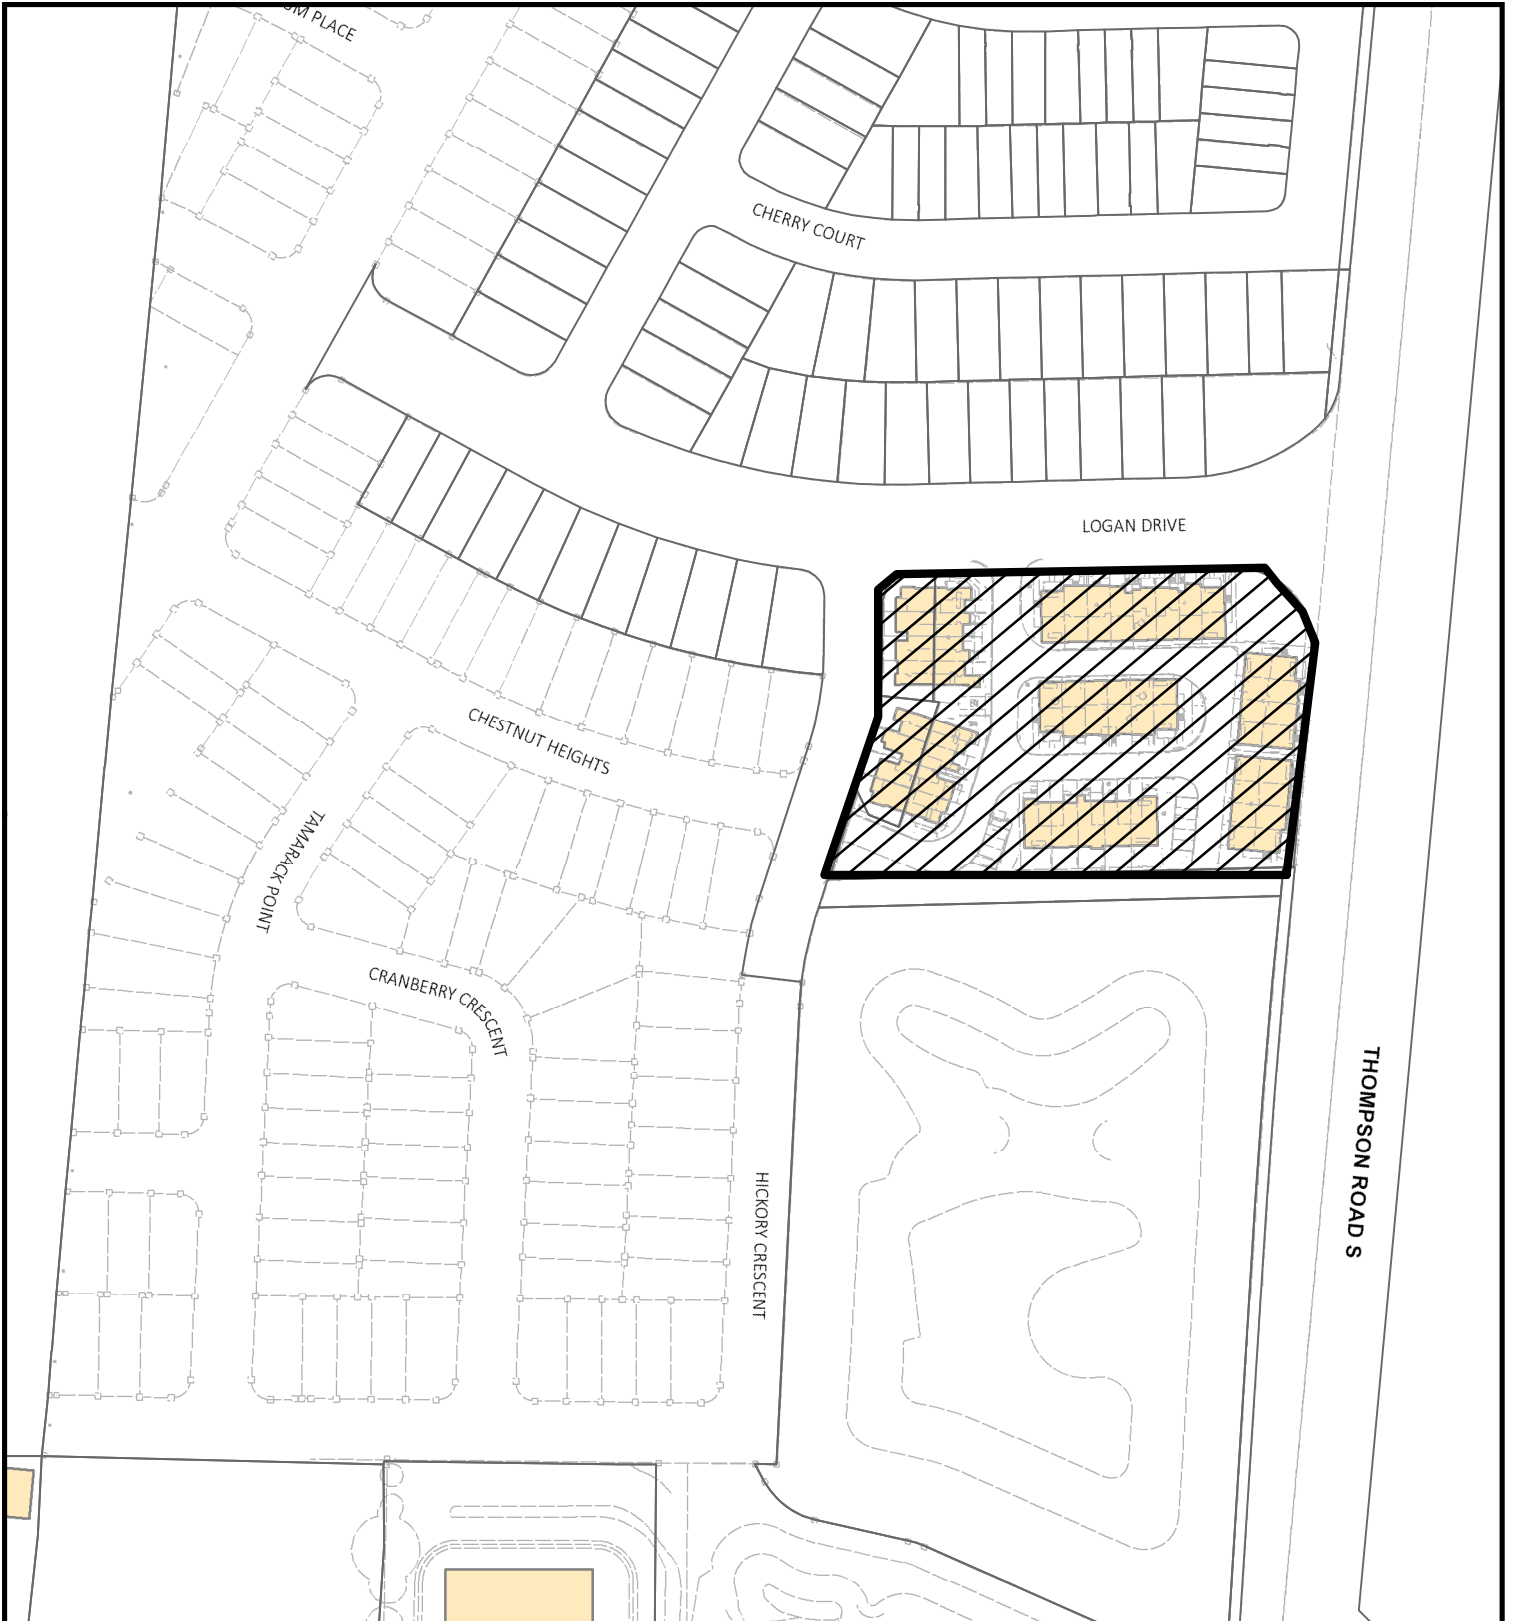 PLACE
CHERRY COURT
LOGAN DRIVE
CHESTNUT HEIGHTS
TAMARACK POINT
CRANBERRY CRESCENT
HICKORY CRESCENT
THOMPSON ROAD S